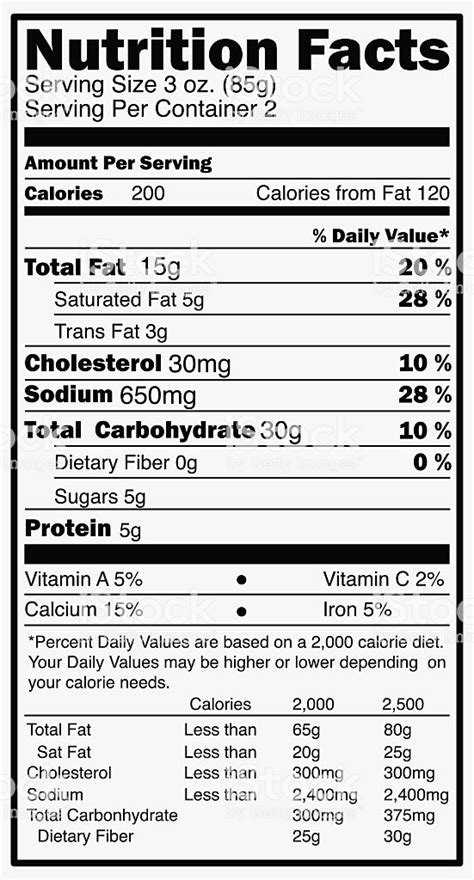 Nutrition Facts
Serving Size 3 oz. (85g)
Serving Per Container 2
Amount Per Serving
Calories 200 Calories from Fat 120
% Daily Value*
Total Fat 15g 20 %
Saturated Fat 5g 28 %
Trans Fat 3g
Cholesterol 30mg 10 %
Sodium 650mg 28 %
Total Carbohydrate 30g 10 %
Dietary Fiber 0g 0 %
Sugars 5g
Protein 5g
Vitamin A 5% • Vitamin C 2%
Calcium 15% • Iron 5%
*Percent Daily Values are based on a 2,000 calorie diet.
Your Daily Values may be higher or lower depending on
your calorie needs.
Calories 2,000 2,500
Total Fat Less than 65g 80g
Sat Fat Less than 20g 25g
Cholesterol Less than 300mg 300mg
Sodium Less than 2,400mg 2,400mg
Total Carbonhydrate 300mg 375mg
Dietary Fiber 25g 30g